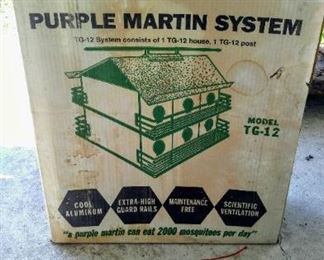 PURPLE MARTIN SYSTEM
TG-12 System consists of 1 TG-12 house, 1 TG-12 post
MODEL
TG-12
COOL
ALUMINUM
EXTRA-HIGH
GUARD RAILS
MAINTENANCE
FREE
SCIENTIFIC
VENTILATION
"a purple martin can eat 2000 mosquitoes per day"